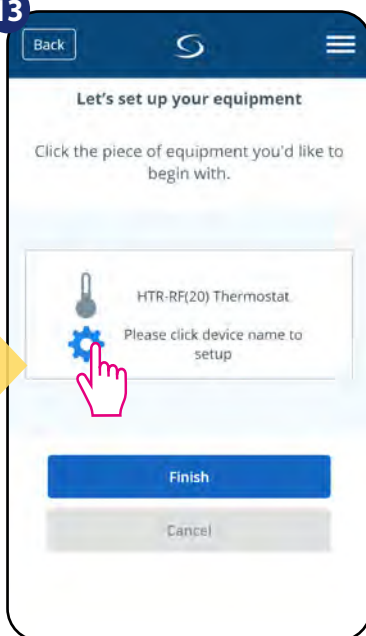 13
Back
Let's set up your equipment
Click the piece of equipment you'd like to
begin with.
HTR-RF(20) Thermostat
Please click device name to
setup
Finish
Cancel